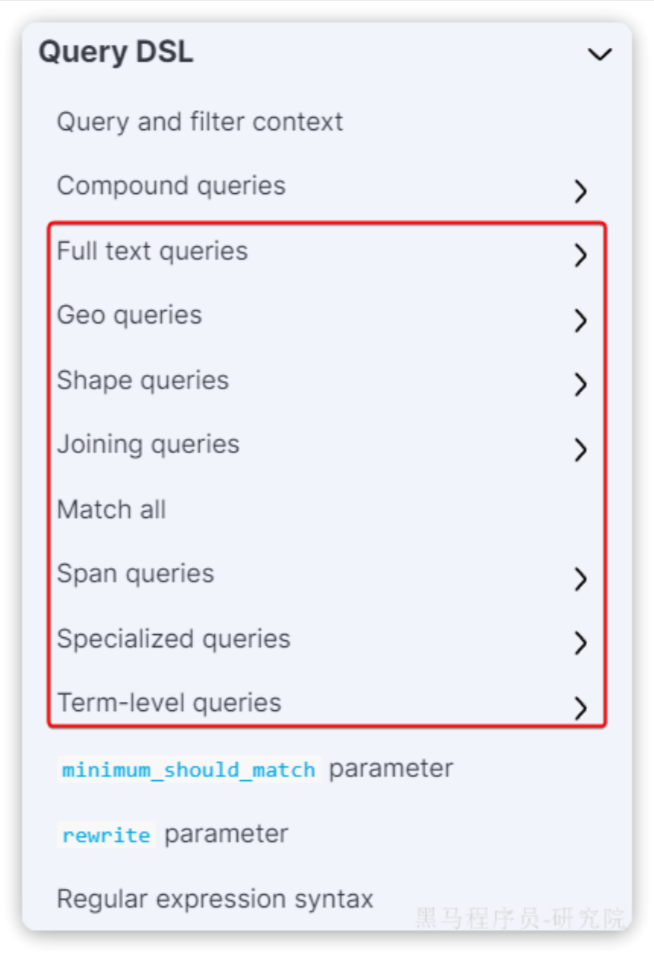 Query DSL
Query and filter context
Compound queries
Full text queries
Geo queries
Shape queries
Joining queries
Match all
Span queries
Specialized queries
Term-level queries
minimum_should_match parameter
rewrite parameter
Regular expression syntax
黑马程序员-研究院